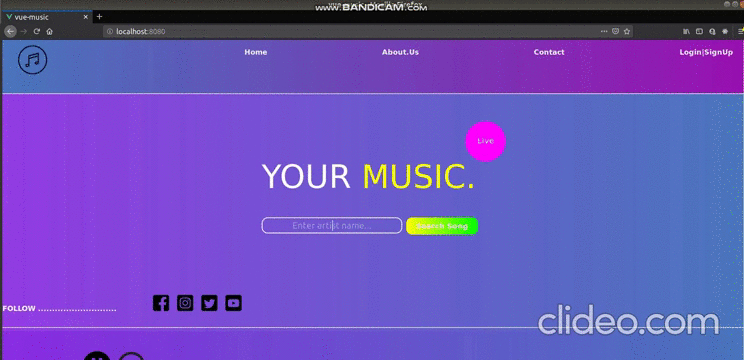 www.BANDICAM.com
vue-music
localhost:8080
Home
About.Us
Contact
Login|SignUp
Live
YOUR MUSIC.
Enter artist name...
Search Song
FOLLOW ............................
clideo.com